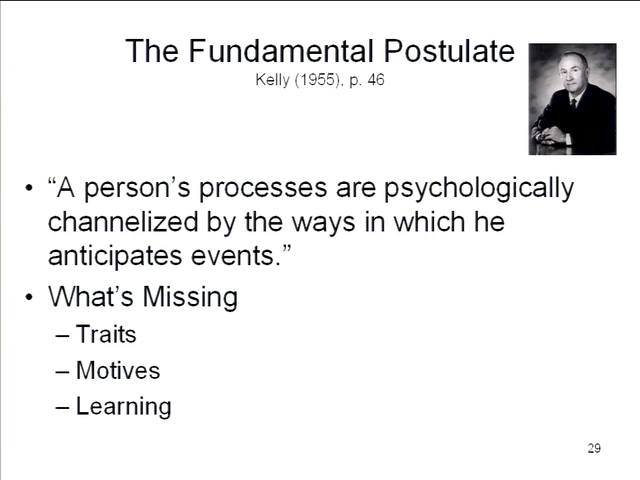 The Fundamental Postulate
Kelly (1955), p. 46
• “A person’s processes are psychologically
channelized by the ways in which he
anticipates events.”
• What’s Missing
– Traits
– Motives
– Learning
29